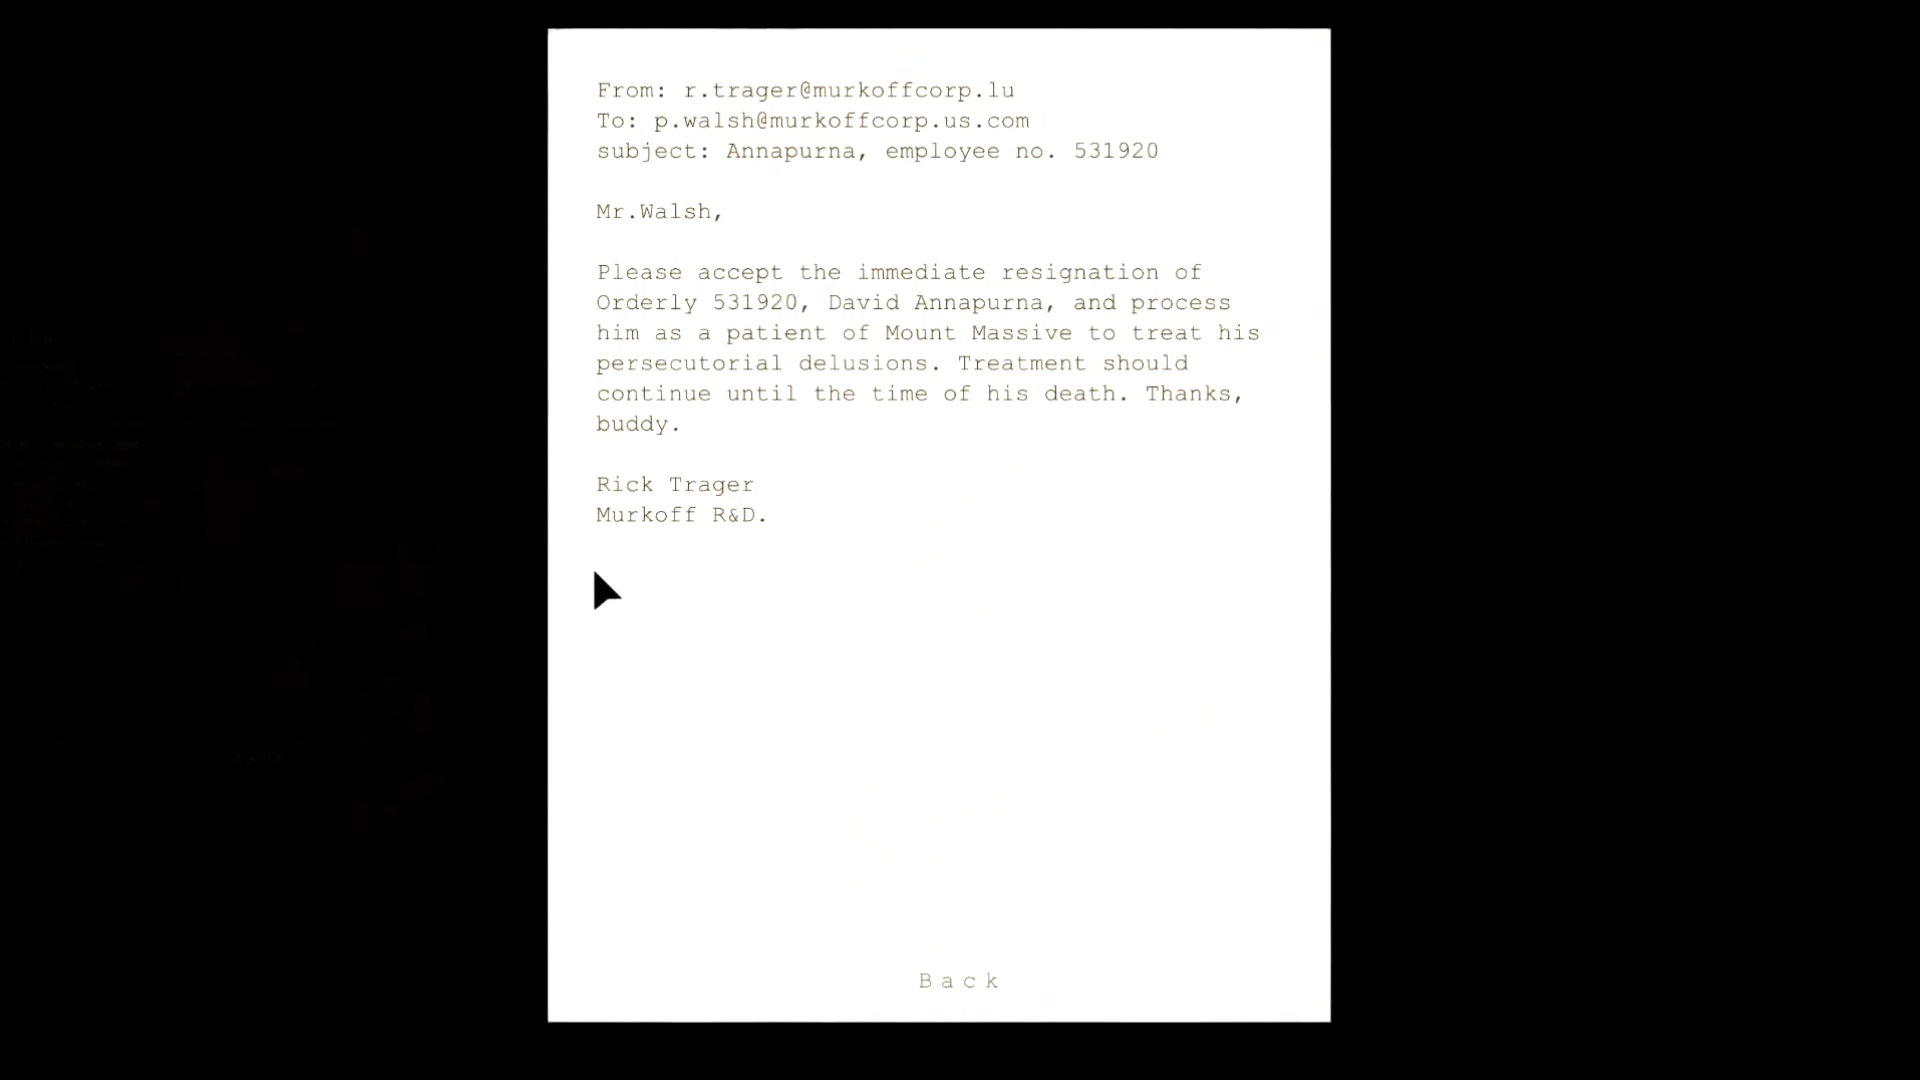 From: r.trager@murkoffcorp.lu
To: p.walsh@murkoffcorp.us.com
subject: Annapurna, employee no. 531920
Mr.Walsh,
Please accept the immediate resignation of
Orderly 531920, David Annapurna, and process
him as a patient of Mount Massive to treat his
persecutorial delusions. Treatment should
continue until the time of his death. Thanks,
buddy.
Rick Trager
Murkoff R&D.
Back